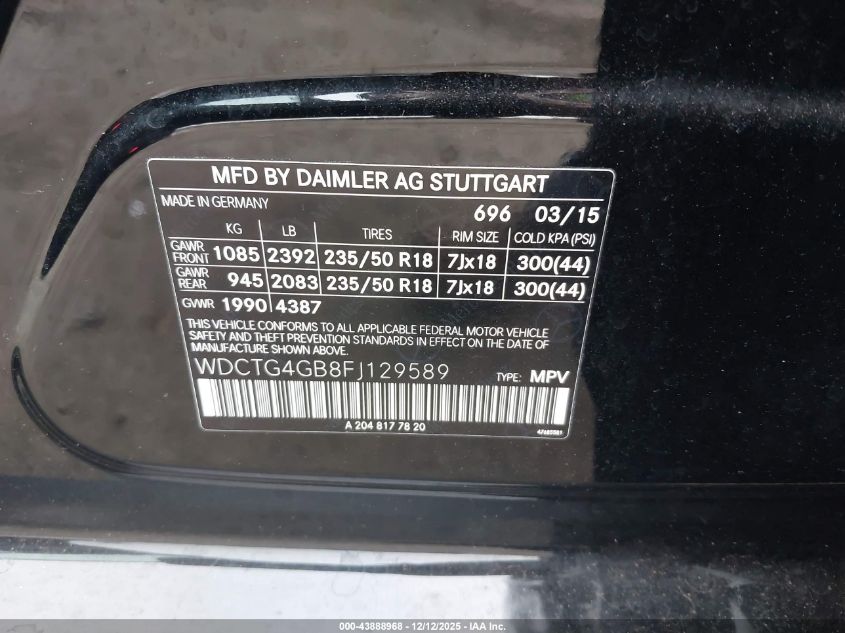 MFD BY DAIMLER AG STUTTGART
MADE IN GERMANY 696 03/15
KG LB TIRES RIM SIZE COLD KPA (PSI)
GAWR FRONT 1085 2392 235/50 R18 7Jx18 300(44)
GAWR REAR 945 2083 235/50 R18 7Jx18 300(44)
GVWR 1990 4387
THIS VEHICLE CONFORMS TO ALL APPLICABLE FEDERAL MOTOR VEHICLE
SAFETY AND THEFT PREVENTION STANDARDS IN EFFECT ON THE DATE OF
MANUFACTURE SHOWN ABOVE.
WDCTG4GB8FJ129589 TYPE: MPV
A 204 817 78 20
000-43888968 - 12/12/2025 - IAA Inc.